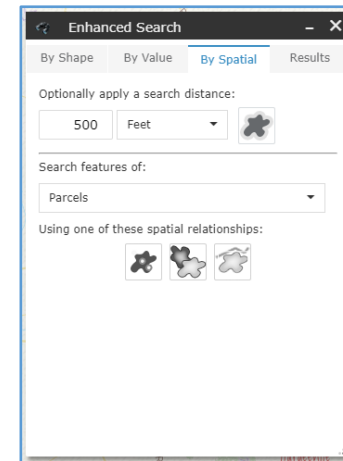 Enhanced Search
By Shape By Value By Spatial Results
Optionally apply a search distance:
500 Feet
Search features of:
Parcels
Using one of these spatial relationships: